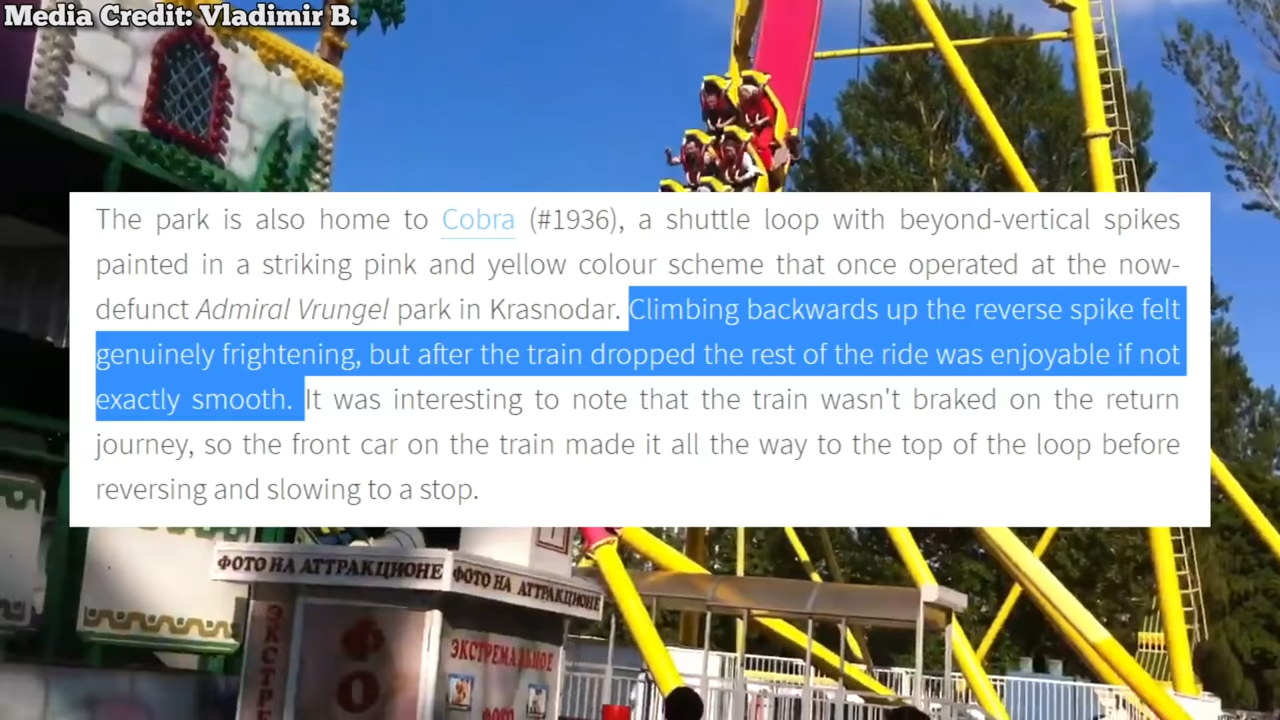 Media Credit: Vladimir B.
The park is also home to Cobra (#1936), a shuttle loop with beyond-vertical spikes
painted in a striking pink and yellow colour scheme that once operated at the now-
defunct Admiral Vrungel park in Krasnodar. Climbing backwards up the reverse spike felt
genuinely frightening, but after the train dropped the rest of the ride was enjoyable if not
exactly smooth. It was interesting to note that the train wasn't braked on the return
journey, so the front car on the train made it all the way to the top of the loop before
reversing and slowing to a stop.
ФОТО НА АТТРАКЦИОНЕ
ФОТО НА АТТРАКЦИОНЕ
ЭКСТРЕ
ФО
ЭКСТРЕМАЛЬНОЕ
ФОТО